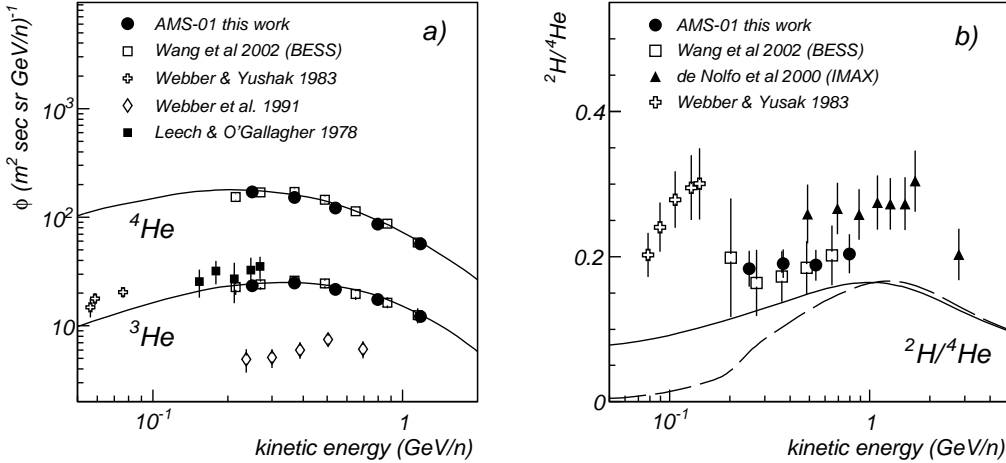 a)
AMS-01 this work
Wang et al 2002 (BESS)
Webber & Yushak 1983
Webber et al. 1991
Leech & O'Gallagher 1978
ϕ (m² sec sr GeV/n)⁻¹
10³
10²
10
⁴He
³He
10⁻¹
1
kinetic energy (GeV/n)
b)
AMS-01 this work
Wang et al 2002 (BESS)
de Nolfo et al 2000 (IMAX)
Webber & Yusak 1983
²H/⁴He
0.4
0.2
0
²H/⁴He
10⁻¹
1
kinetic energy (GeV/n)